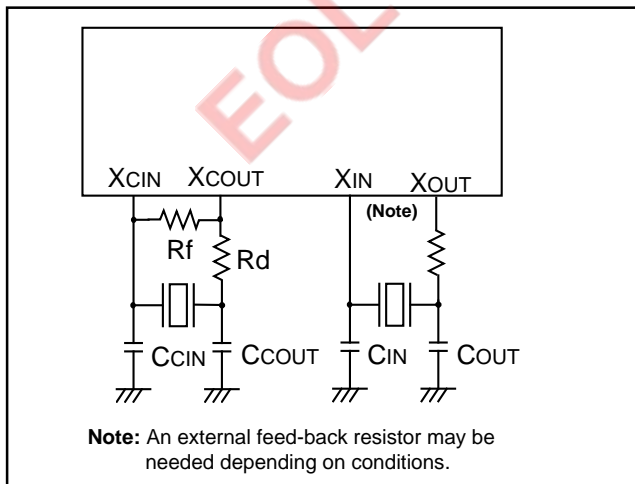 EOL
XCIN XCOUT XIN XOUT
(Note)
Rf
Rd
CCIN CCOUT CIN COUT
Note: An external feed-back resistor may be
needed depending on conditions.